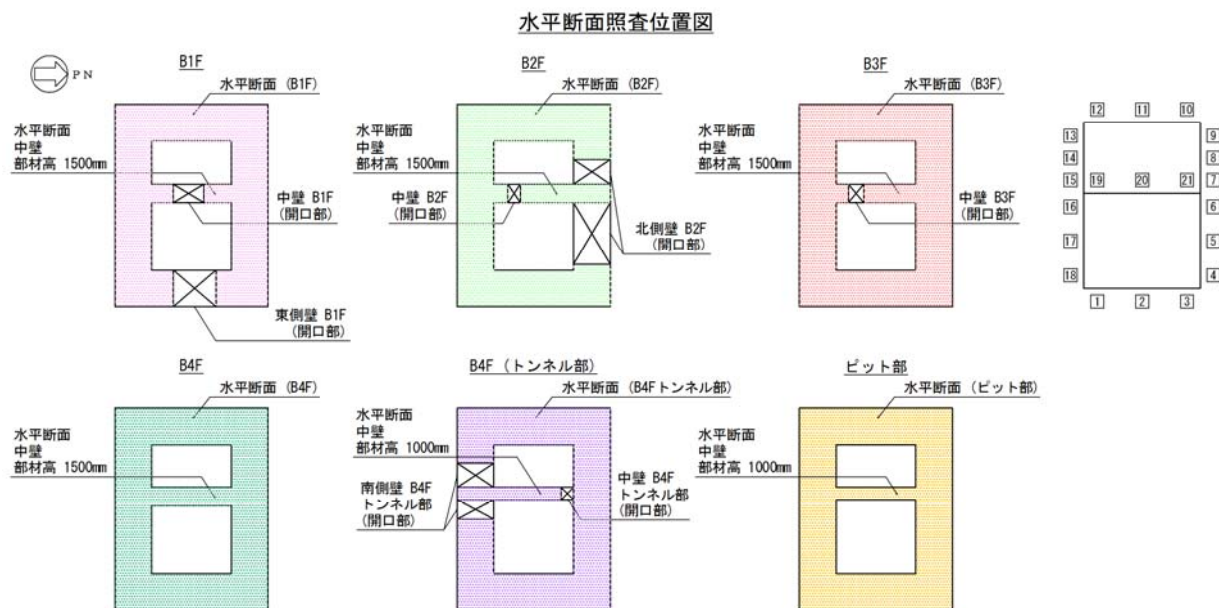 水平断面照査位置図
PN
B1F
水平断面 (B1F)
水平断面
中壁
部材高 1500mm
中壁 B1F
(開口部)
東側壁 B1F
(開口部)
B2F
水平断面 (B2F)
水平断面
中壁
部材高 1500mm
中壁 B2F
(開口部)
北側壁 B2F
(開口部)
B3F
水平断面 (B3F)
水平断面
中壁
部材高 1500mm
中壁 B3F
(開口部)
12 11 10
13 9
14 8
15 19 20 21 7
16 6
17 5
18 4
1 2 3
B4F
水平断面 (B4F)
水平断面
中壁
部材高 1500mm
B4F (トンネル部)
水平断面 (B4Fトンネル部)
水平断面
中壁
部材高 1000mm
南側壁 B4F
トンネル部
(開口部)
中壁 B4F
トンネル部
(開口部)
ピット部
水平断面 (ピット部)
水平断面
中壁
部材高 1000mm